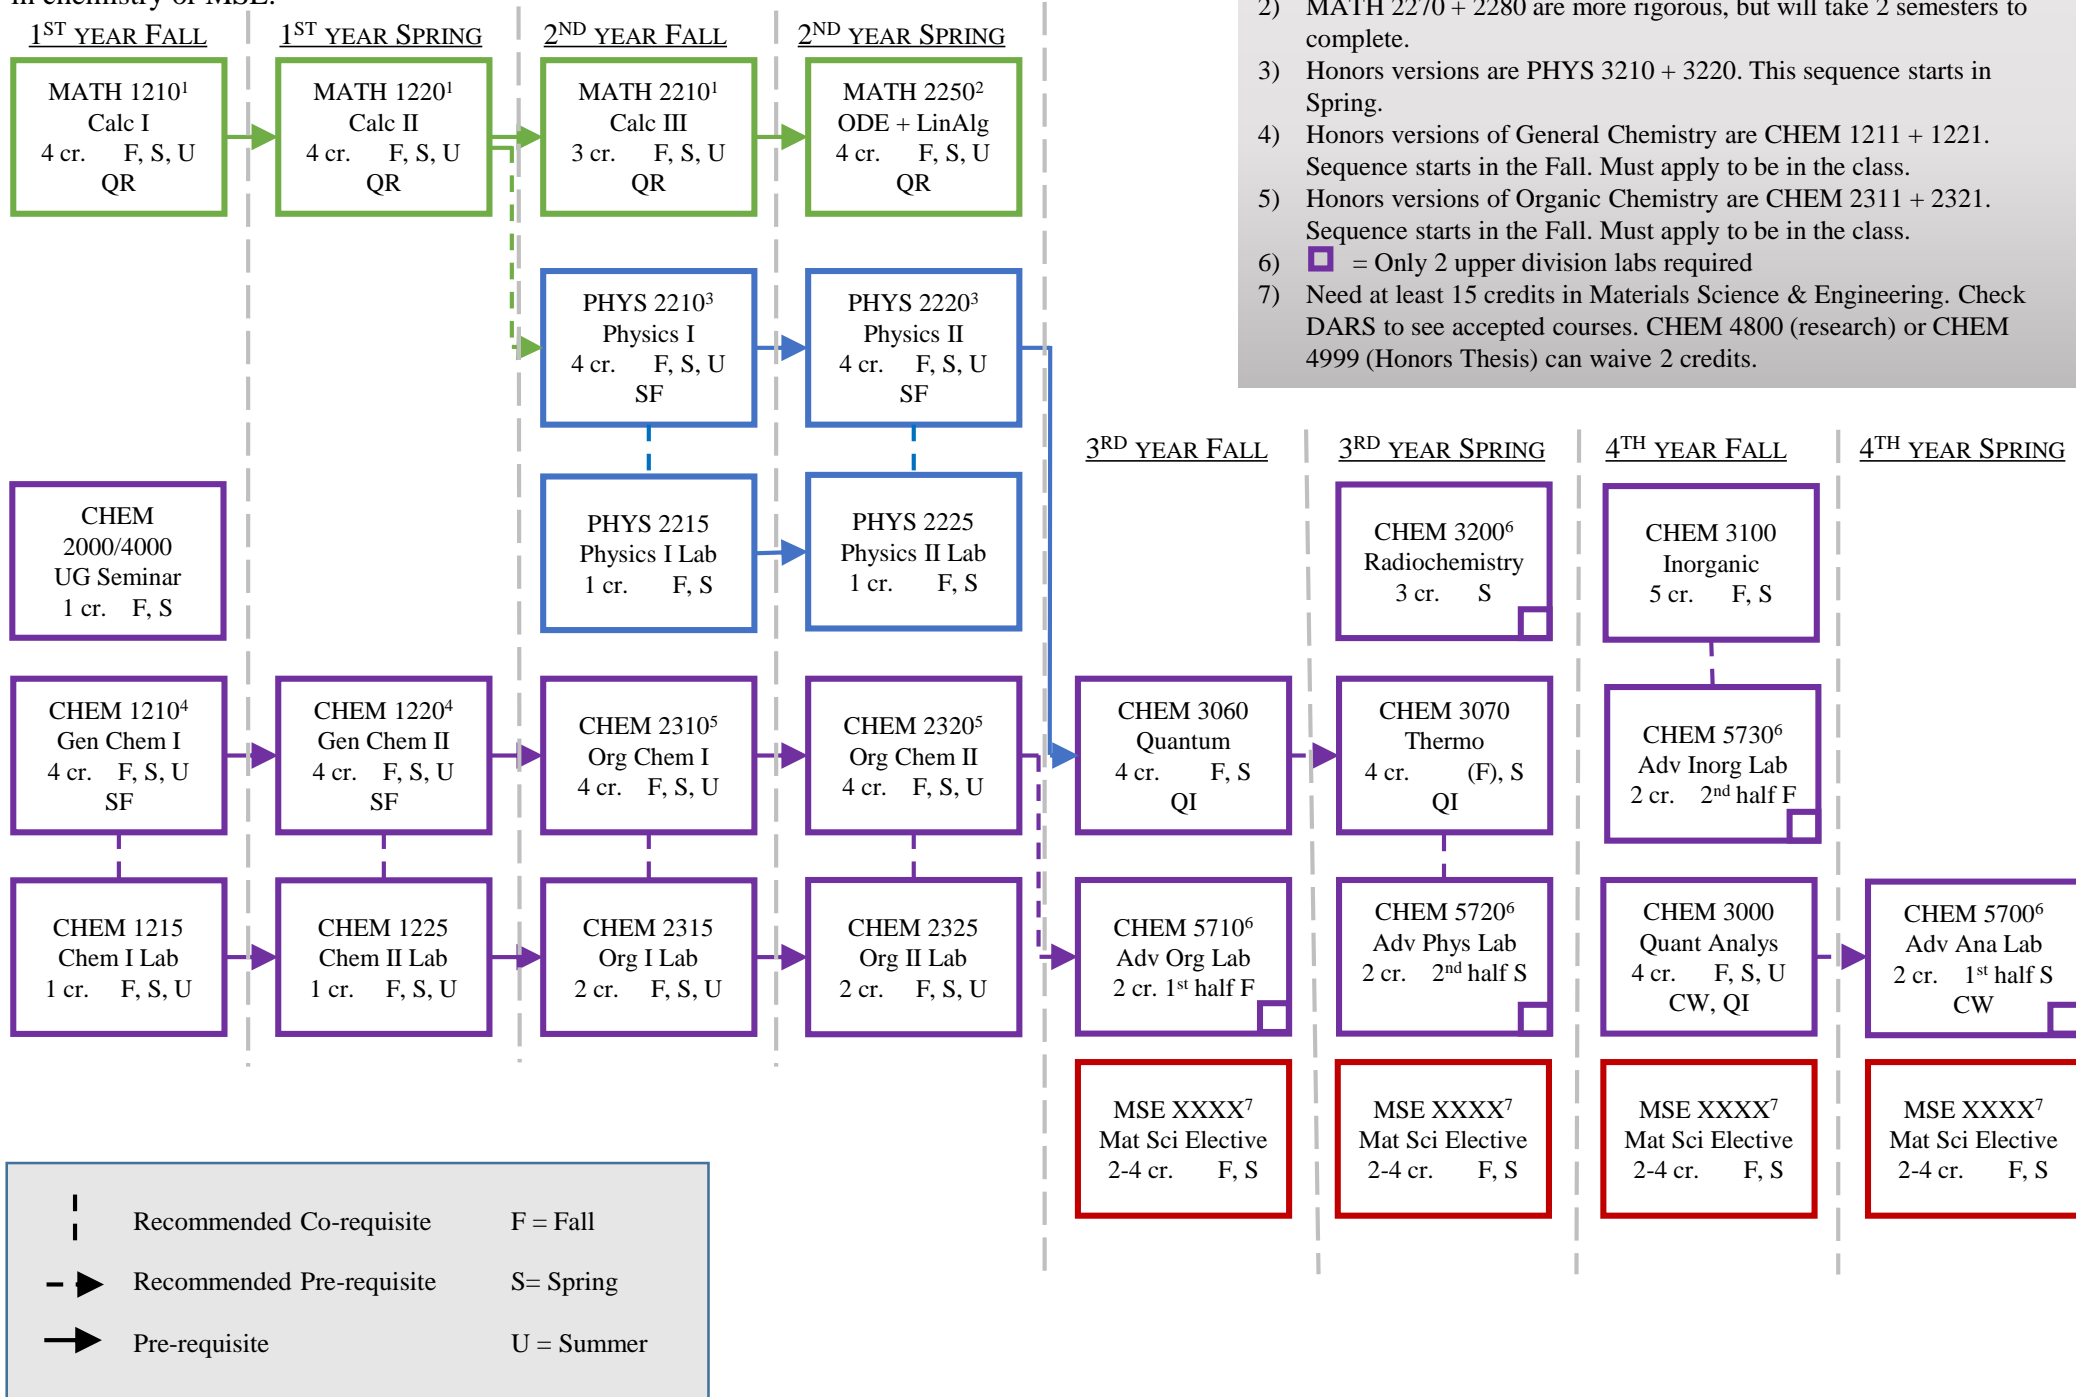 in chemistry or MSE.
1ST YEAR FALL
1ST YEAR SPRING
2ND YEAR FALL
2ND YEAR SPRING
2) MATH 2270 + 2280 are more rigorous, but will take 2 semesters to
complete.
3) Honors versions are PHYS 3210 + 3220. This sequence starts in
Spring.
4) Honors versions of General Chemistry are CHEM 1211 + 1221.
Sequence starts in the Fall. Must apply to be in the class.
5) Honors versions of Organic Chemistry are CHEM 2311 + 2321.
Sequence starts in the Fall. Must apply to be in the class.
6) = Only 2 upper division labs required
7) Need at least 15 credits in Materials Science & Engineering. Check
DARS to see accepted courses. CHEM 4800 (research) or CHEM
4999 (Honors Thesis) can waive 2 credits.
MATH 1210¹
Calc I
4 cr. F, S, U
QR
MATH 1220¹
Calc II
4 cr. F, S, U
QR
MATH 2210¹
Calc III
3 cr. F, S, U
QR
MATH 2250²
ODE + LinAlg
4 cr. F, S, U
QR
PHYS 2210³
Physics I
4 cr. F, S, U
SF
PHYS 2220³
Physics II
4 cr. F, S, U
SF
3RD YEAR FALL
3RD YEAR SPRING
4TH YEAR FALL
4TH YEAR SPRING
CHEM
2000/4000
UG Seminar
1 cr. F, S
PHYS 2215
Physics I Lab
1 cr. F, S
PHYS 2225
Physics II Lab
1 cr. F, S
CHEM 3200⁶
Radiochemistry
3 cr. S
CHEM 3100
Inorganic
5 cr. F, S
CHEM 1210⁴
Gen Chem I
4 cr. F, S, U
SF
CHEM 1220⁴
Gen Chem II
4 cr. F, S, U
SF
CHEM 2310⁵
Org Chem I
4 cr. F, S, U
CHEM 2320⁵
Org Chem II
4 cr. F, S, U
CHEM 3060
Quantum
4 cr. F, S
QI
CHEM 3070
Thermo
4 cr. (F), S
QI
CHEM 5730⁶
Adv Inorg Lab
2 cr. 2nd half F
CHEM 1215
Chem I Lab
1 cr. F, S, U
CHEM 1225
Chem II Lab
1 cr. F, S, U
CHEM 2315
Org I Lab
2 cr. F, S, U
CHEM 2325
Org II Lab
2 cr. F, S, U
CHEM 5710⁶
Adv Org Lab
2 cr. 1st half F
CHEM 5720⁶
Adv Phys Lab
2 cr. 2nd half S
CHEM 3000
Quant Analys
4 cr. F, S, U
CW, QI
CHEM 5700⁶
Adv Ana Lab
2 cr. 1st half S
CW
MSE XXXX⁷
Mat Sci Elective
2-4 cr. F, S
MSE XXXX⁷
Mat Sci Elective
2-4 cr. F, S
MSE XXXX⁷
Mat Sci Elective
2-4 cr. F, S
MSE XXXX⁷
Mat Sci Elective
2-4 cr. F, S
Recommended Co-requisite F = Fall
Recommended Pre-requisite S= Spring
Pre-requisite U = Summer